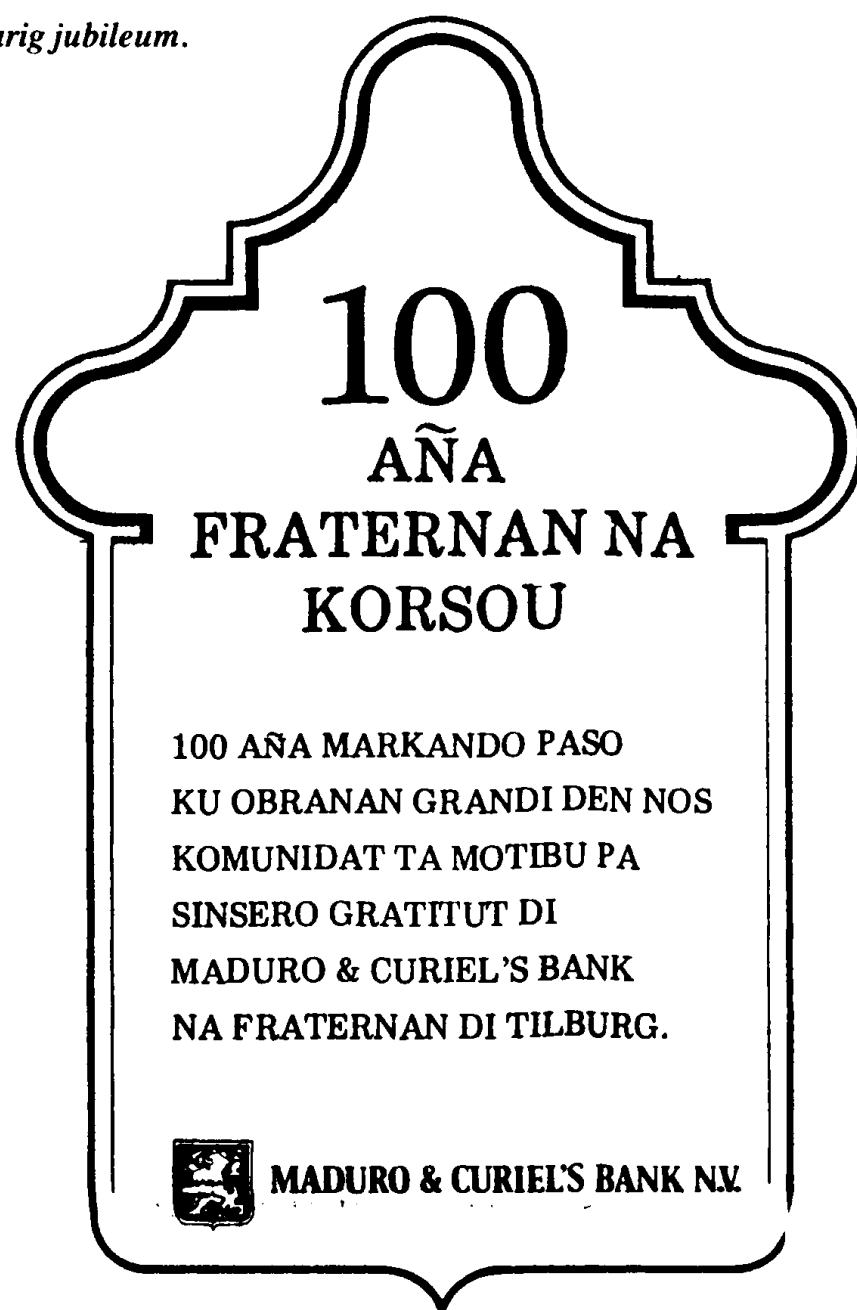 jubileum.
100
AÑA
FRATERNAN NA
KORSOU
100 AÑA MARKANDO PASO
KU OBRANAN GRANDI DEN NOS
KOMUNIDAT TA MOTIBU PA
SINSERO GRATITUT DI
MADURO & CURIEL'S BANK
NA FRATERNAN DI TILBURG.
MADURO & CURIEL'S BANK N.V.